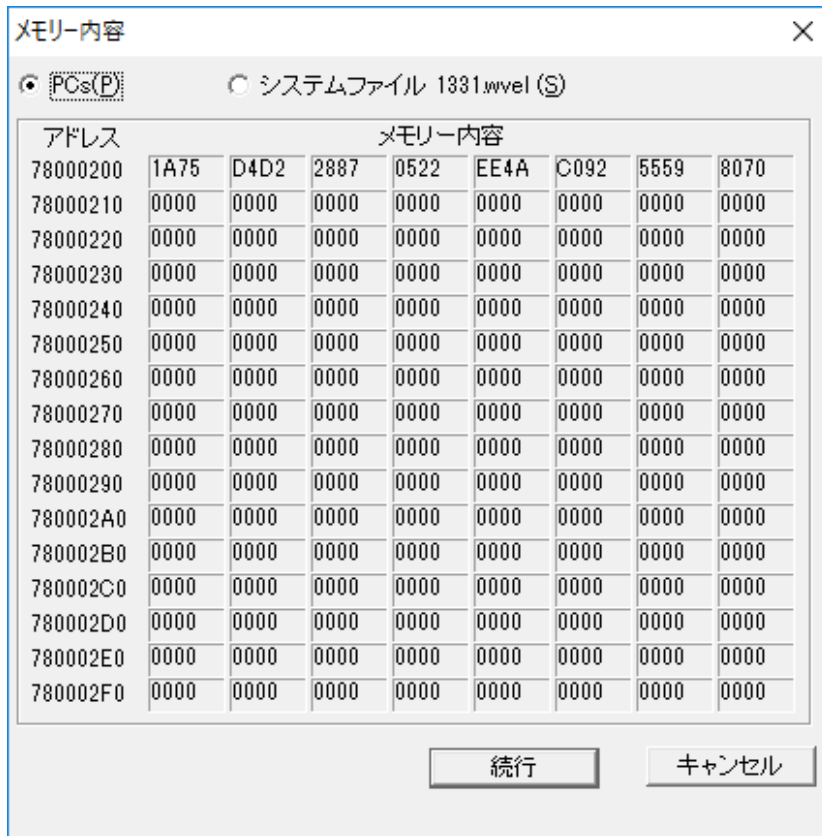 メモリー内容
PCs(P) システムファイル 1331.wvel (S)
アドレス メモリー内容
78000200 1A75 D4D2 2887 0522 EE4A C092 5559 8070
78000210 0000 0000 0000 0000 0000 0000 0000 0000
78000220 0000 0000 0000 0000 0000 0000 0000 0000
78000230 0000 0000 0000 0000 0000 0000 0000 0000
78000240 0000 0000 0000 0000 0000 0000 0000 0000
78000250 0000 0000 0000 0000 0000 0000 0000 0000
78000260 0000 0000 0000 0000 0000 0000 0000 0000
78000270 0000 0000 0000 0000 0000 0000 0000 0000
78000280 0000 0000 0000 0000 0000 0000 0000 0000
78000290 0000 0000 0000 0000 0000 0000 0000 0000
780002A0 0000 0000 0000 0000 0000 0000 0000 0000
780002B0 0000 0000 0000 0000 0000 0000 0000 0000
780002C0 0000 0000 0000 0000 0000 0000 0000 0000
780002D0 0000 0000 0000 0000 0000 0000 0000 0000
780002E0 0000 0000 0000 0000 0000 0000 0000 0000
780002F0 0000 0000 0000 0000 0000 0000 0000 0000
続行 キャンセル